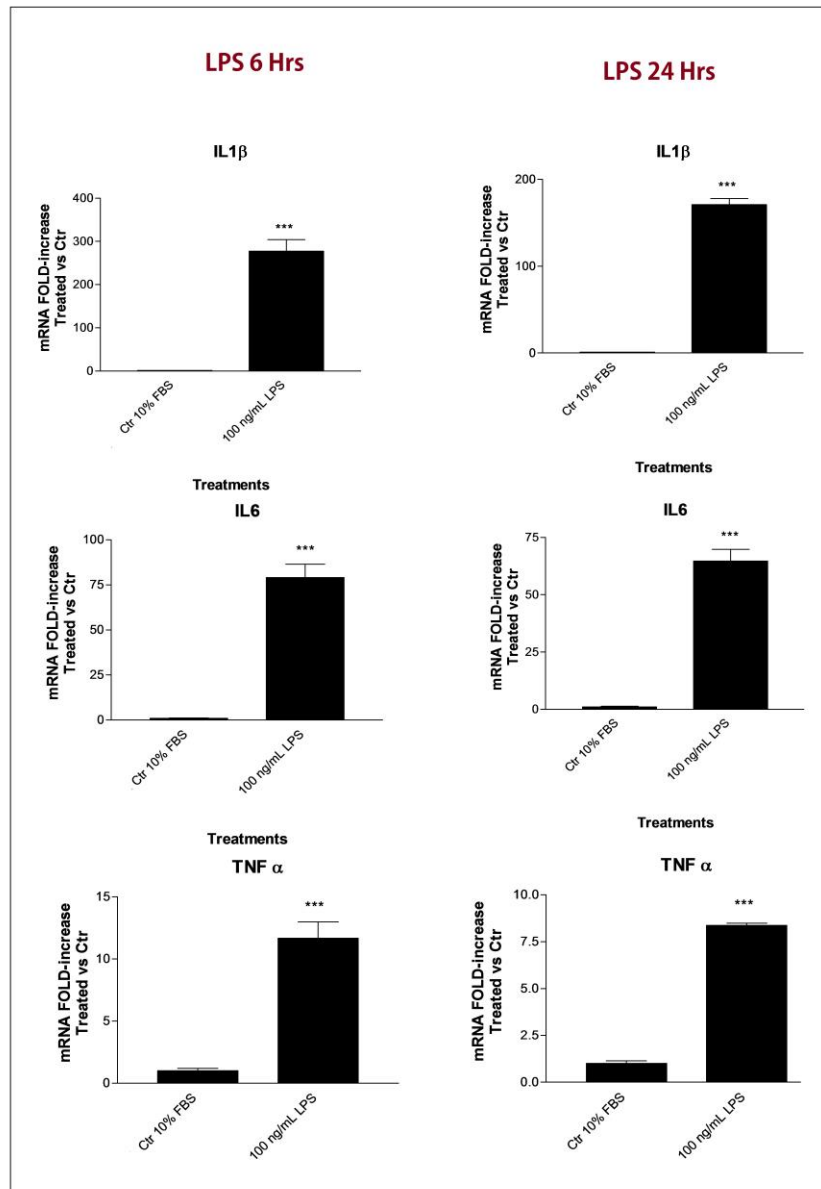 LPS 6 Hrs
LPS 24 Hrs
IL1β
mRNA FOLD-increase
Treated vs Ctr
400
300
200
100
0
***
Ctr 10% FBS
100 ng/mL LPS
Treatments
IL1β
mRNA FOLD-increase
Treated vs Ctr
200
100
0
***
Ctr 10% FBS
100 ng/mL LPS
Treatments
IL6
mRNA FOLD-increase
Treated vs Ctr
100
75
50
25
0
***
Ctr 10% FBS
100 ng/mL LPS
Treatments
IL6
mRNA FOLD-increase
Treated vs Ctr
75
50
25
0
***
Ctr 10% FBS
100 ng/mL LPS
Treatments
TNF α
mRNA FOLD-increase
Treated vs Ctr
15
10
5
0
***
Ctr 10% FBS
100 ng/mL LPS
TNF α
mRNA FOLD-increase
Treated vs Ctr
10.0
7.5
5.0
2.5
0.0
***
Ctr 10% FBS
100 ng/mL LPS